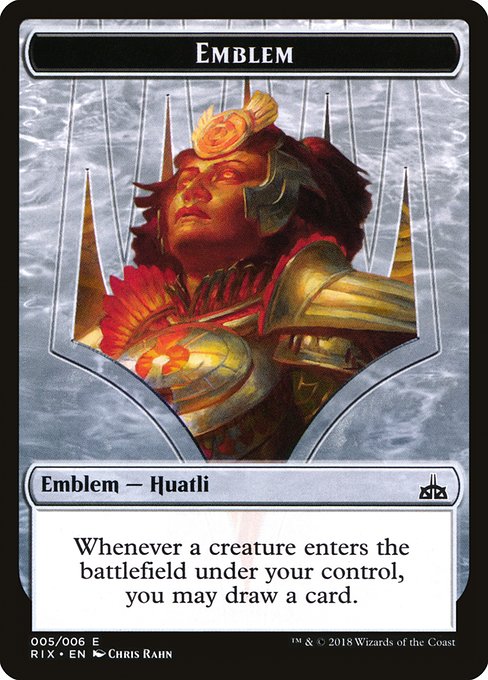 Emblem
Emblem — Huatli
Whenever a creature enters the
battlefield under your control,
you may draw a card.
005/006 E
RIX • EN Chris Rahn
™ & © 2018 Wizards of the Coast